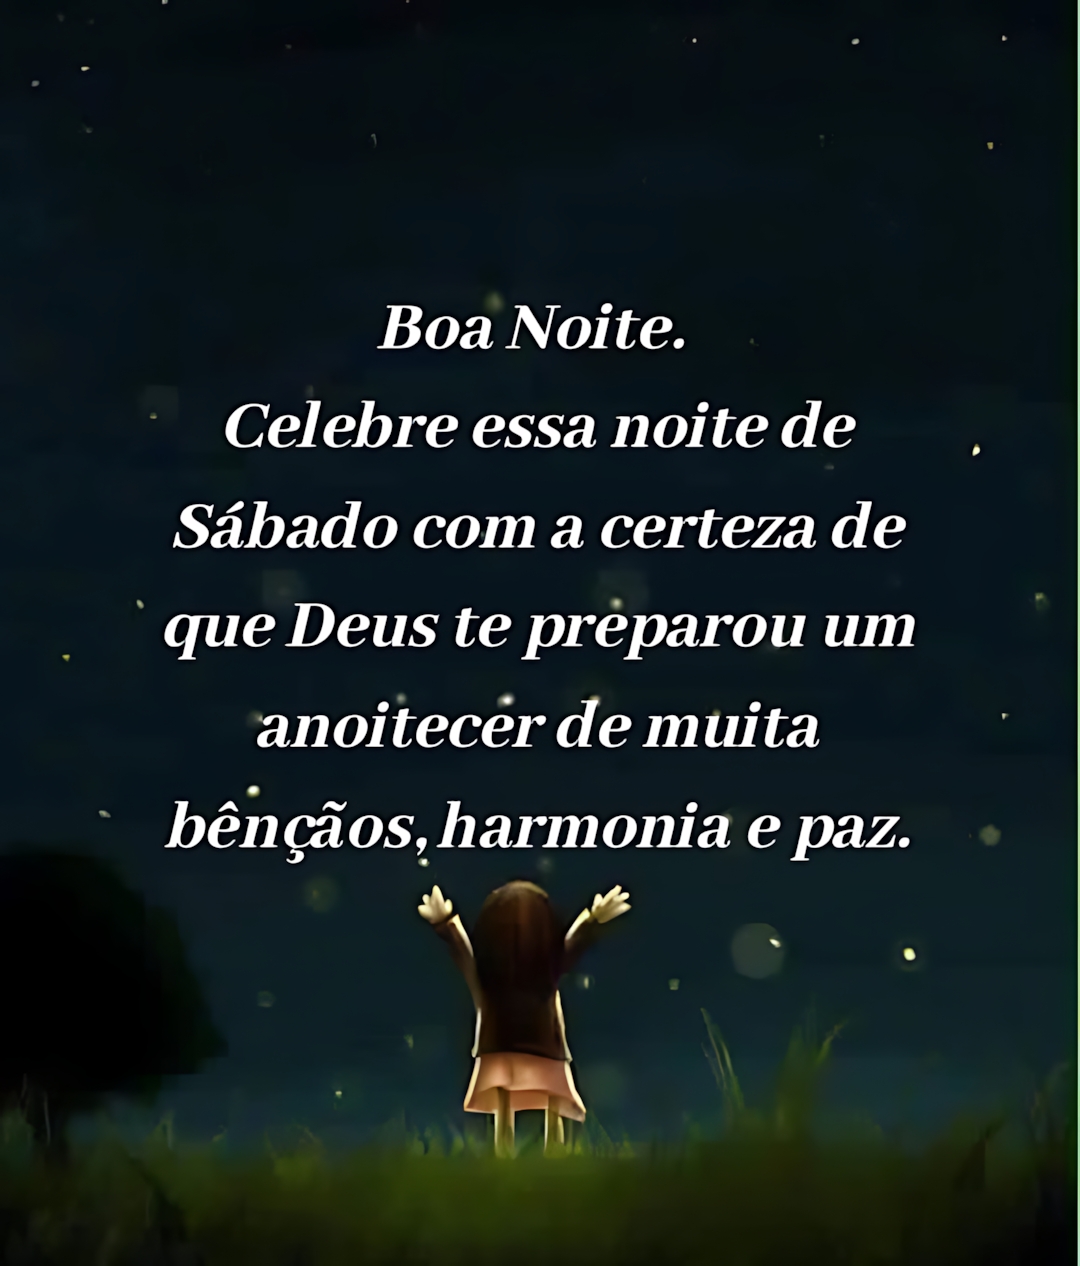 Boa Noite.
Celebre essa noite de
Sábado com a certeza de
que Deus te preparou um
anoitecer de muita
bênçãos, harmonia e paz.